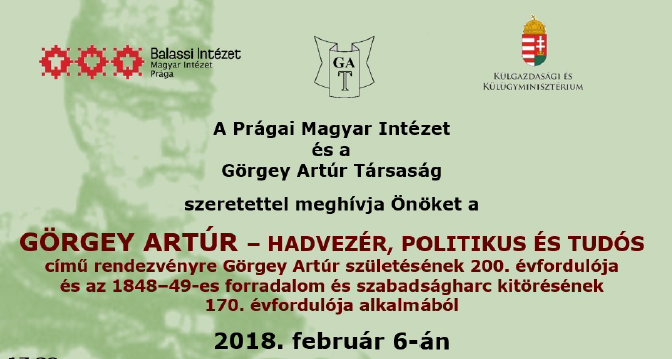 Balassi Intézet
Magyar Intézet
Prága
GA
T
KÜLGAZDASÁGI ÉS
KÜLÜGYMINISZTERIUM
A Prágai Magyar Intézet
és a
Görgey Artúr Társaság
szeretettel meghívja Önöket a
GÖRGEY ARTÚR – HADVEZÉR, POLITIKUS ÉS TUDÓS
című rendezvényre Görgey Artúr születésének 200. évfordulója
és az 1848–49-es forradalom és szabadságharc kitörésének
170. évfordulója alkalmából
2018. február 6-án